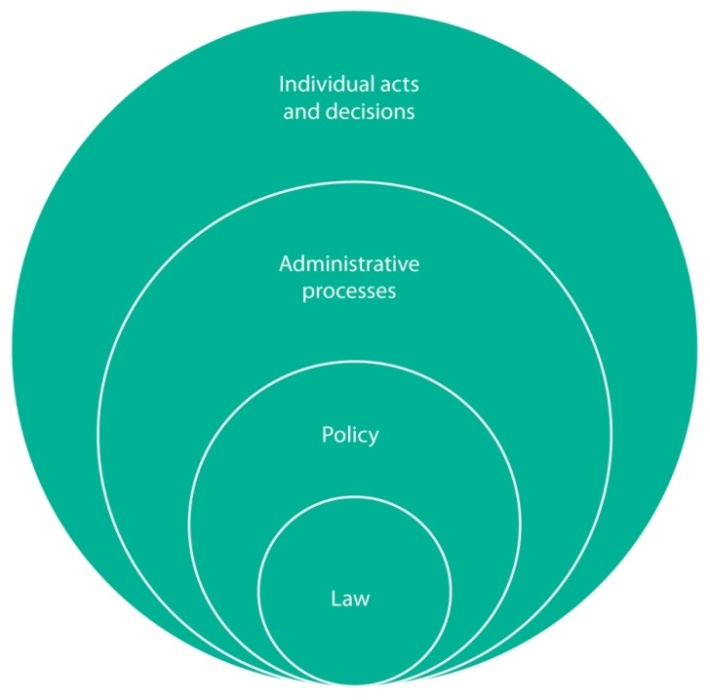 Individual acts
and decisions
Administrative
processes
Policy
Law